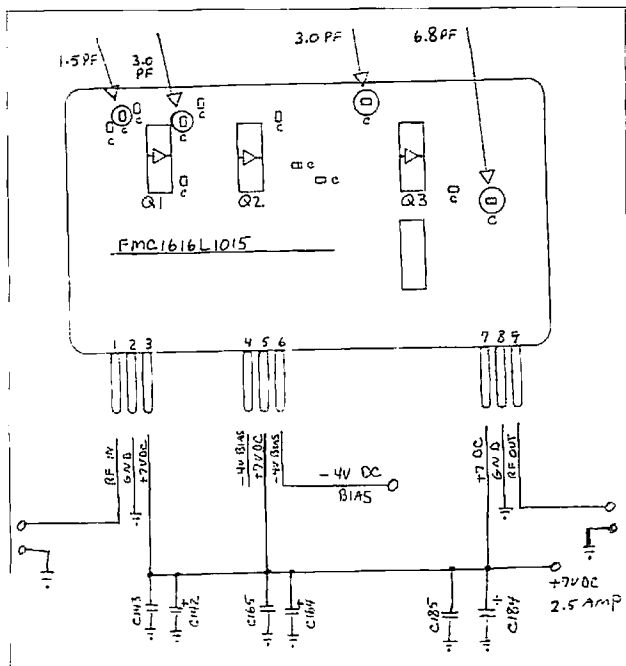 1.5PF
3.0
PF
3.0 PF
6.8PF
C
C
C
C
C
C
C
C
C
C
C
Q1
Q2
Q3
FMC1616L1015
1 2 3
4 5 6
7 8 9
RF IN
GND
+7VDC
-4V BIAS
+7VDC
-4V BIAS
-4V DC
BIAS
+7 DC
GND
RF OUT
C143
+
C142
C165
+
C164
C185
+
C184
+7VDC
2.5 AMP